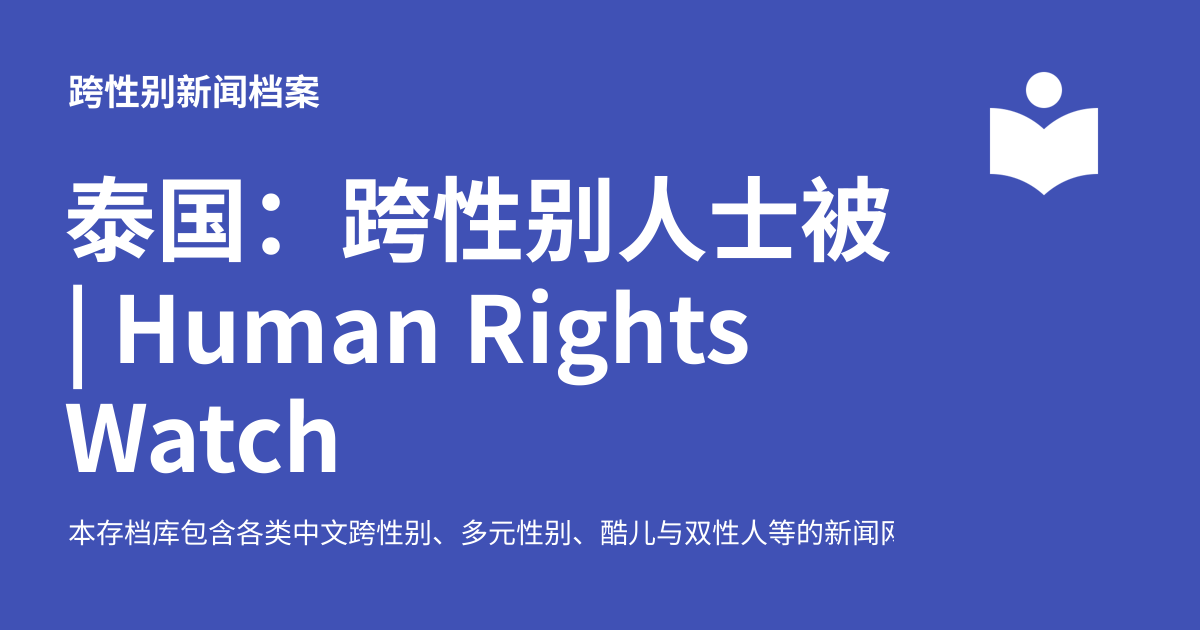 跨性别新闻档案
泰国：跨性别人士被
| Human Rights
Watch
本存档库包含各类中文跨性别、多元性别、酷儿与双性人等的新闻